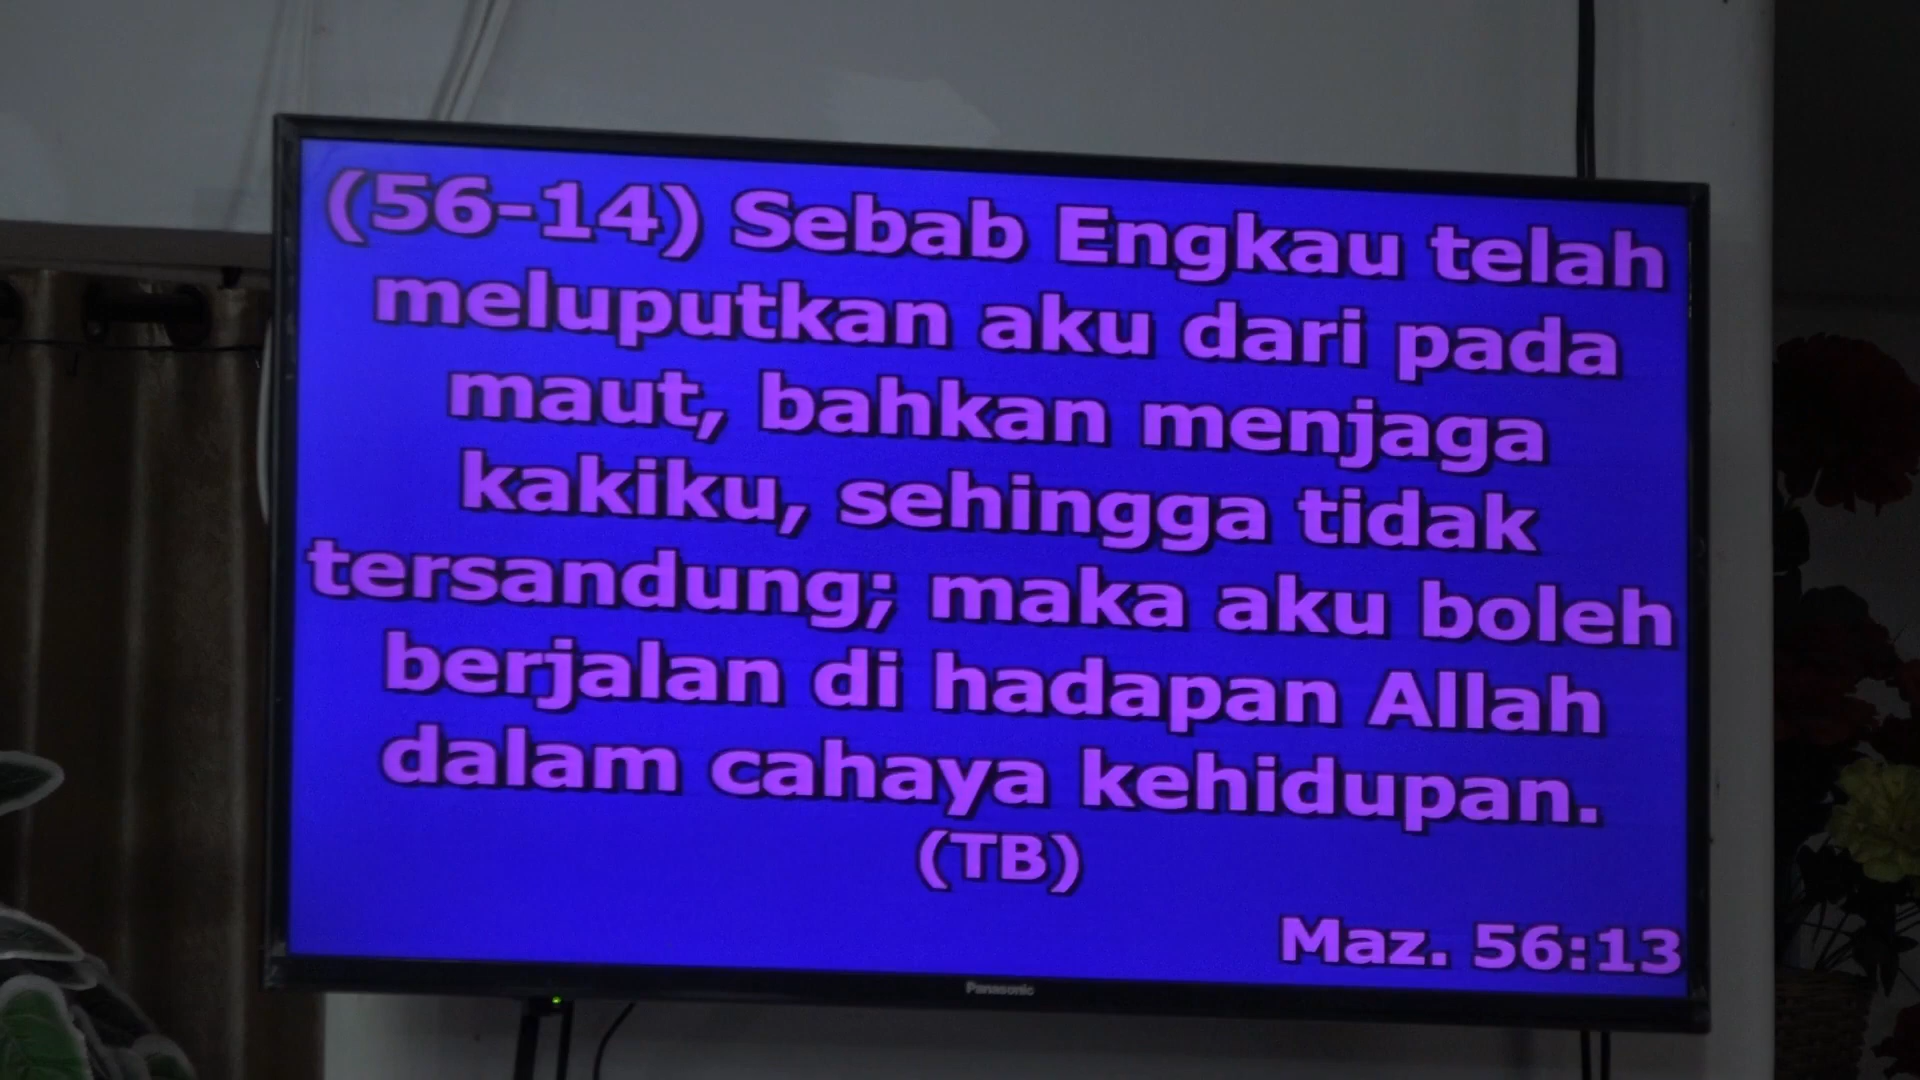 (56-14) Sebab Engkau telah
meluputkan aku dari pada
maut, bahkan menjaga
kakiku, sehingga tidak
tersandung; maka aku boleh
berjalan di hadapan Allah
dalam cahaya kehidupan.
(TB)
Maz. 56:13
Panasonic